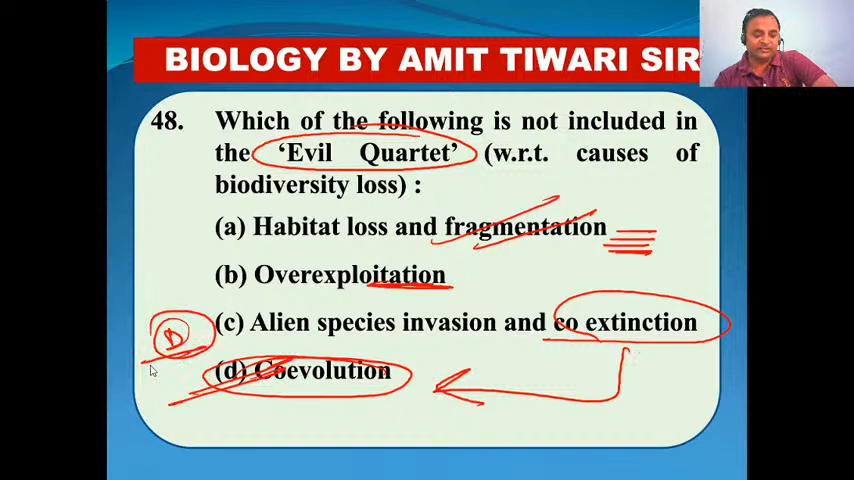 BIOLOGY BY AMIT TIWARI SIR
48. Which of the following is not included in
the ‘Evil Quartet’ (w.r.t. causes of
biodiversity loss) :
(a) Habitat loss and fragmentation
(b) Overexploitation
(c) Alien species invasion and co extinction
D
(d) Coevolution